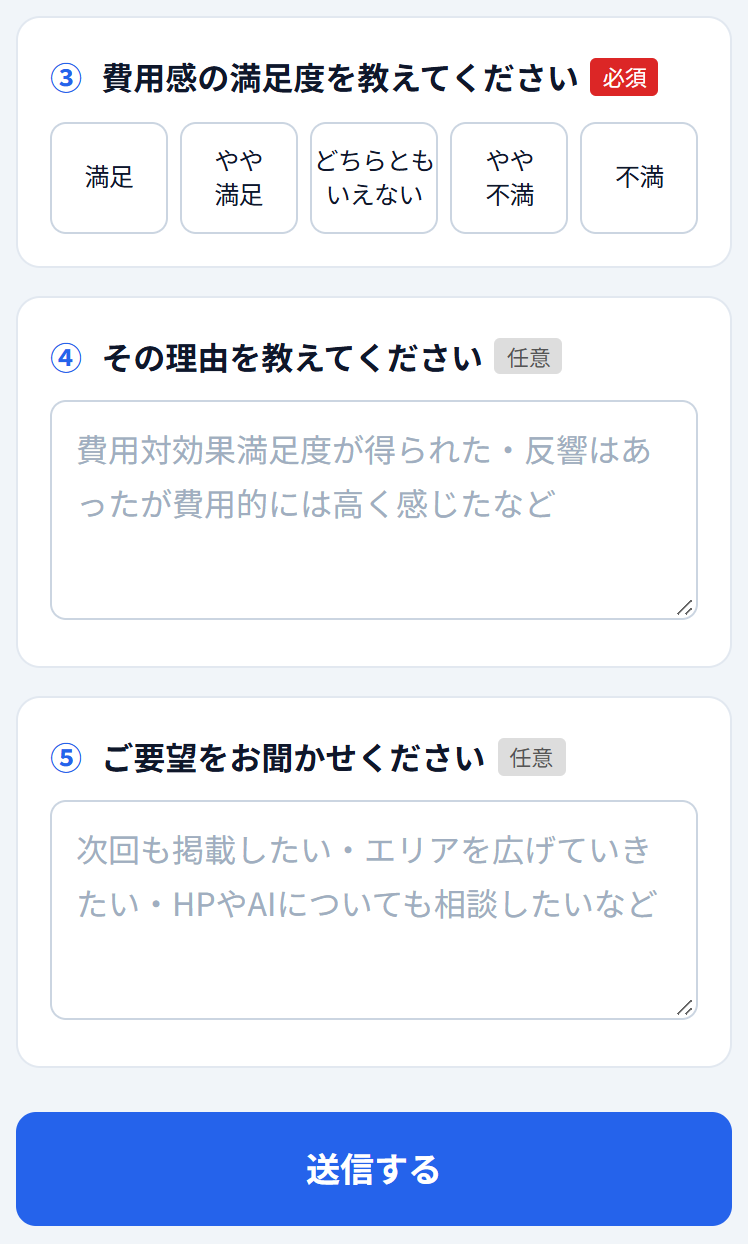 ③ 費用感の満足度を教えてください 必須
満足
やや
満足
どちらとも
いえない
やや
不満
不満
④ その理由を教えてください 任意
費用対効果満足度が得られた・反響はあ
ったが費用的には高く感じたなど
⑤ ご要望をお聞かせください 任意
次回も掲載したい・エリアを広げていき
たい・HPやAIについても相談したいなど
送信する